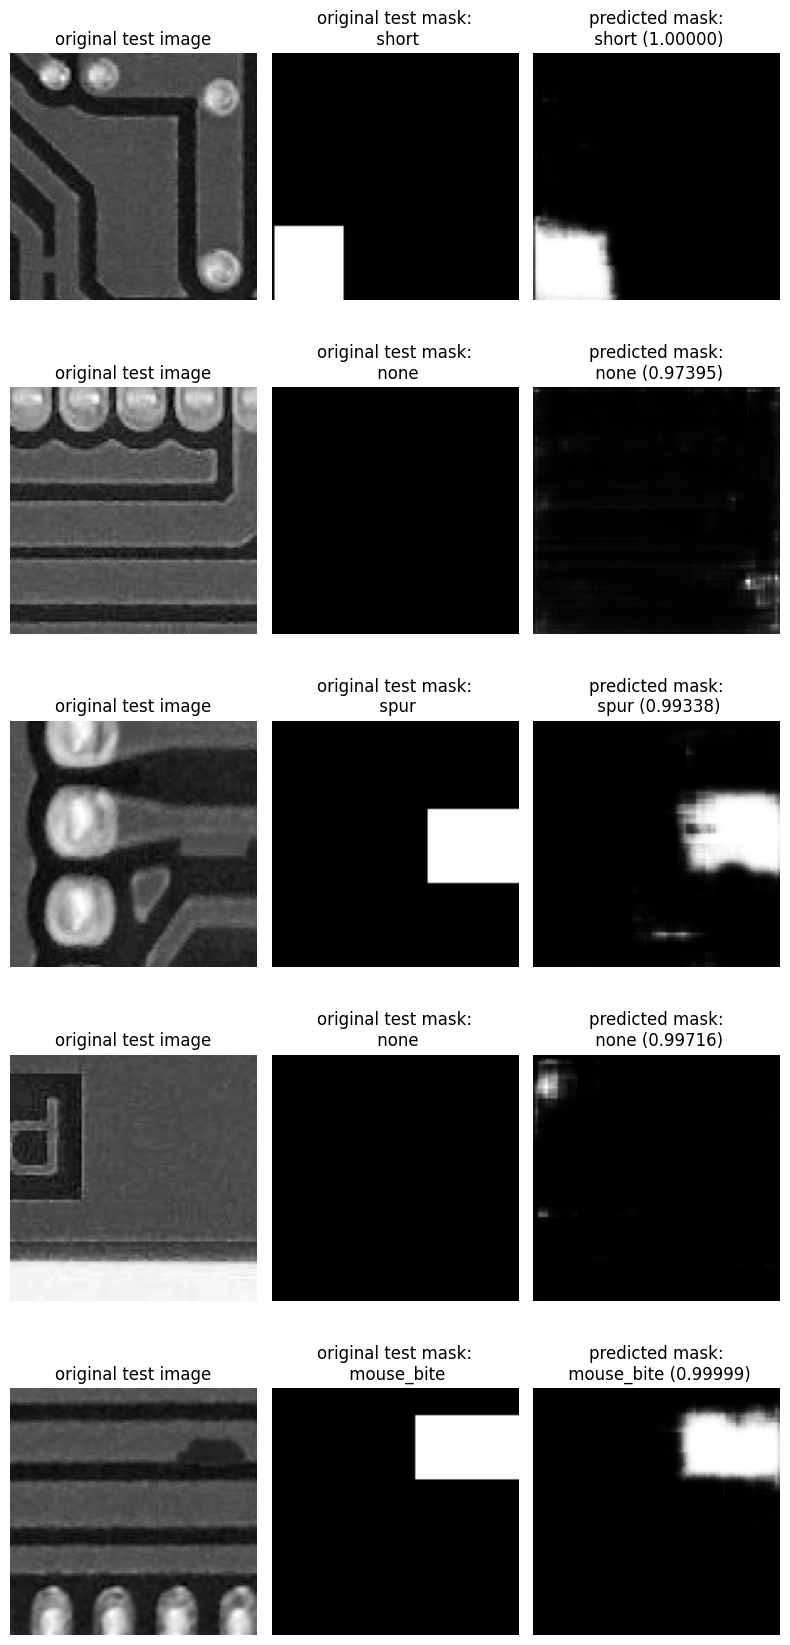 original test image
original test mask:
short
predicted mask:
short (1.00000)
original test image
original test mask:
none
predicted mask:
none (0.97395)
original test image
original test mask:
spur
predicted mask:
spur (0.99338)
original test image
original test mask:
none
predicted mask:
none (0.99716)
original test image
original test mask:
mouse_bite
predicted mask:
mouse_bite (0.99999)